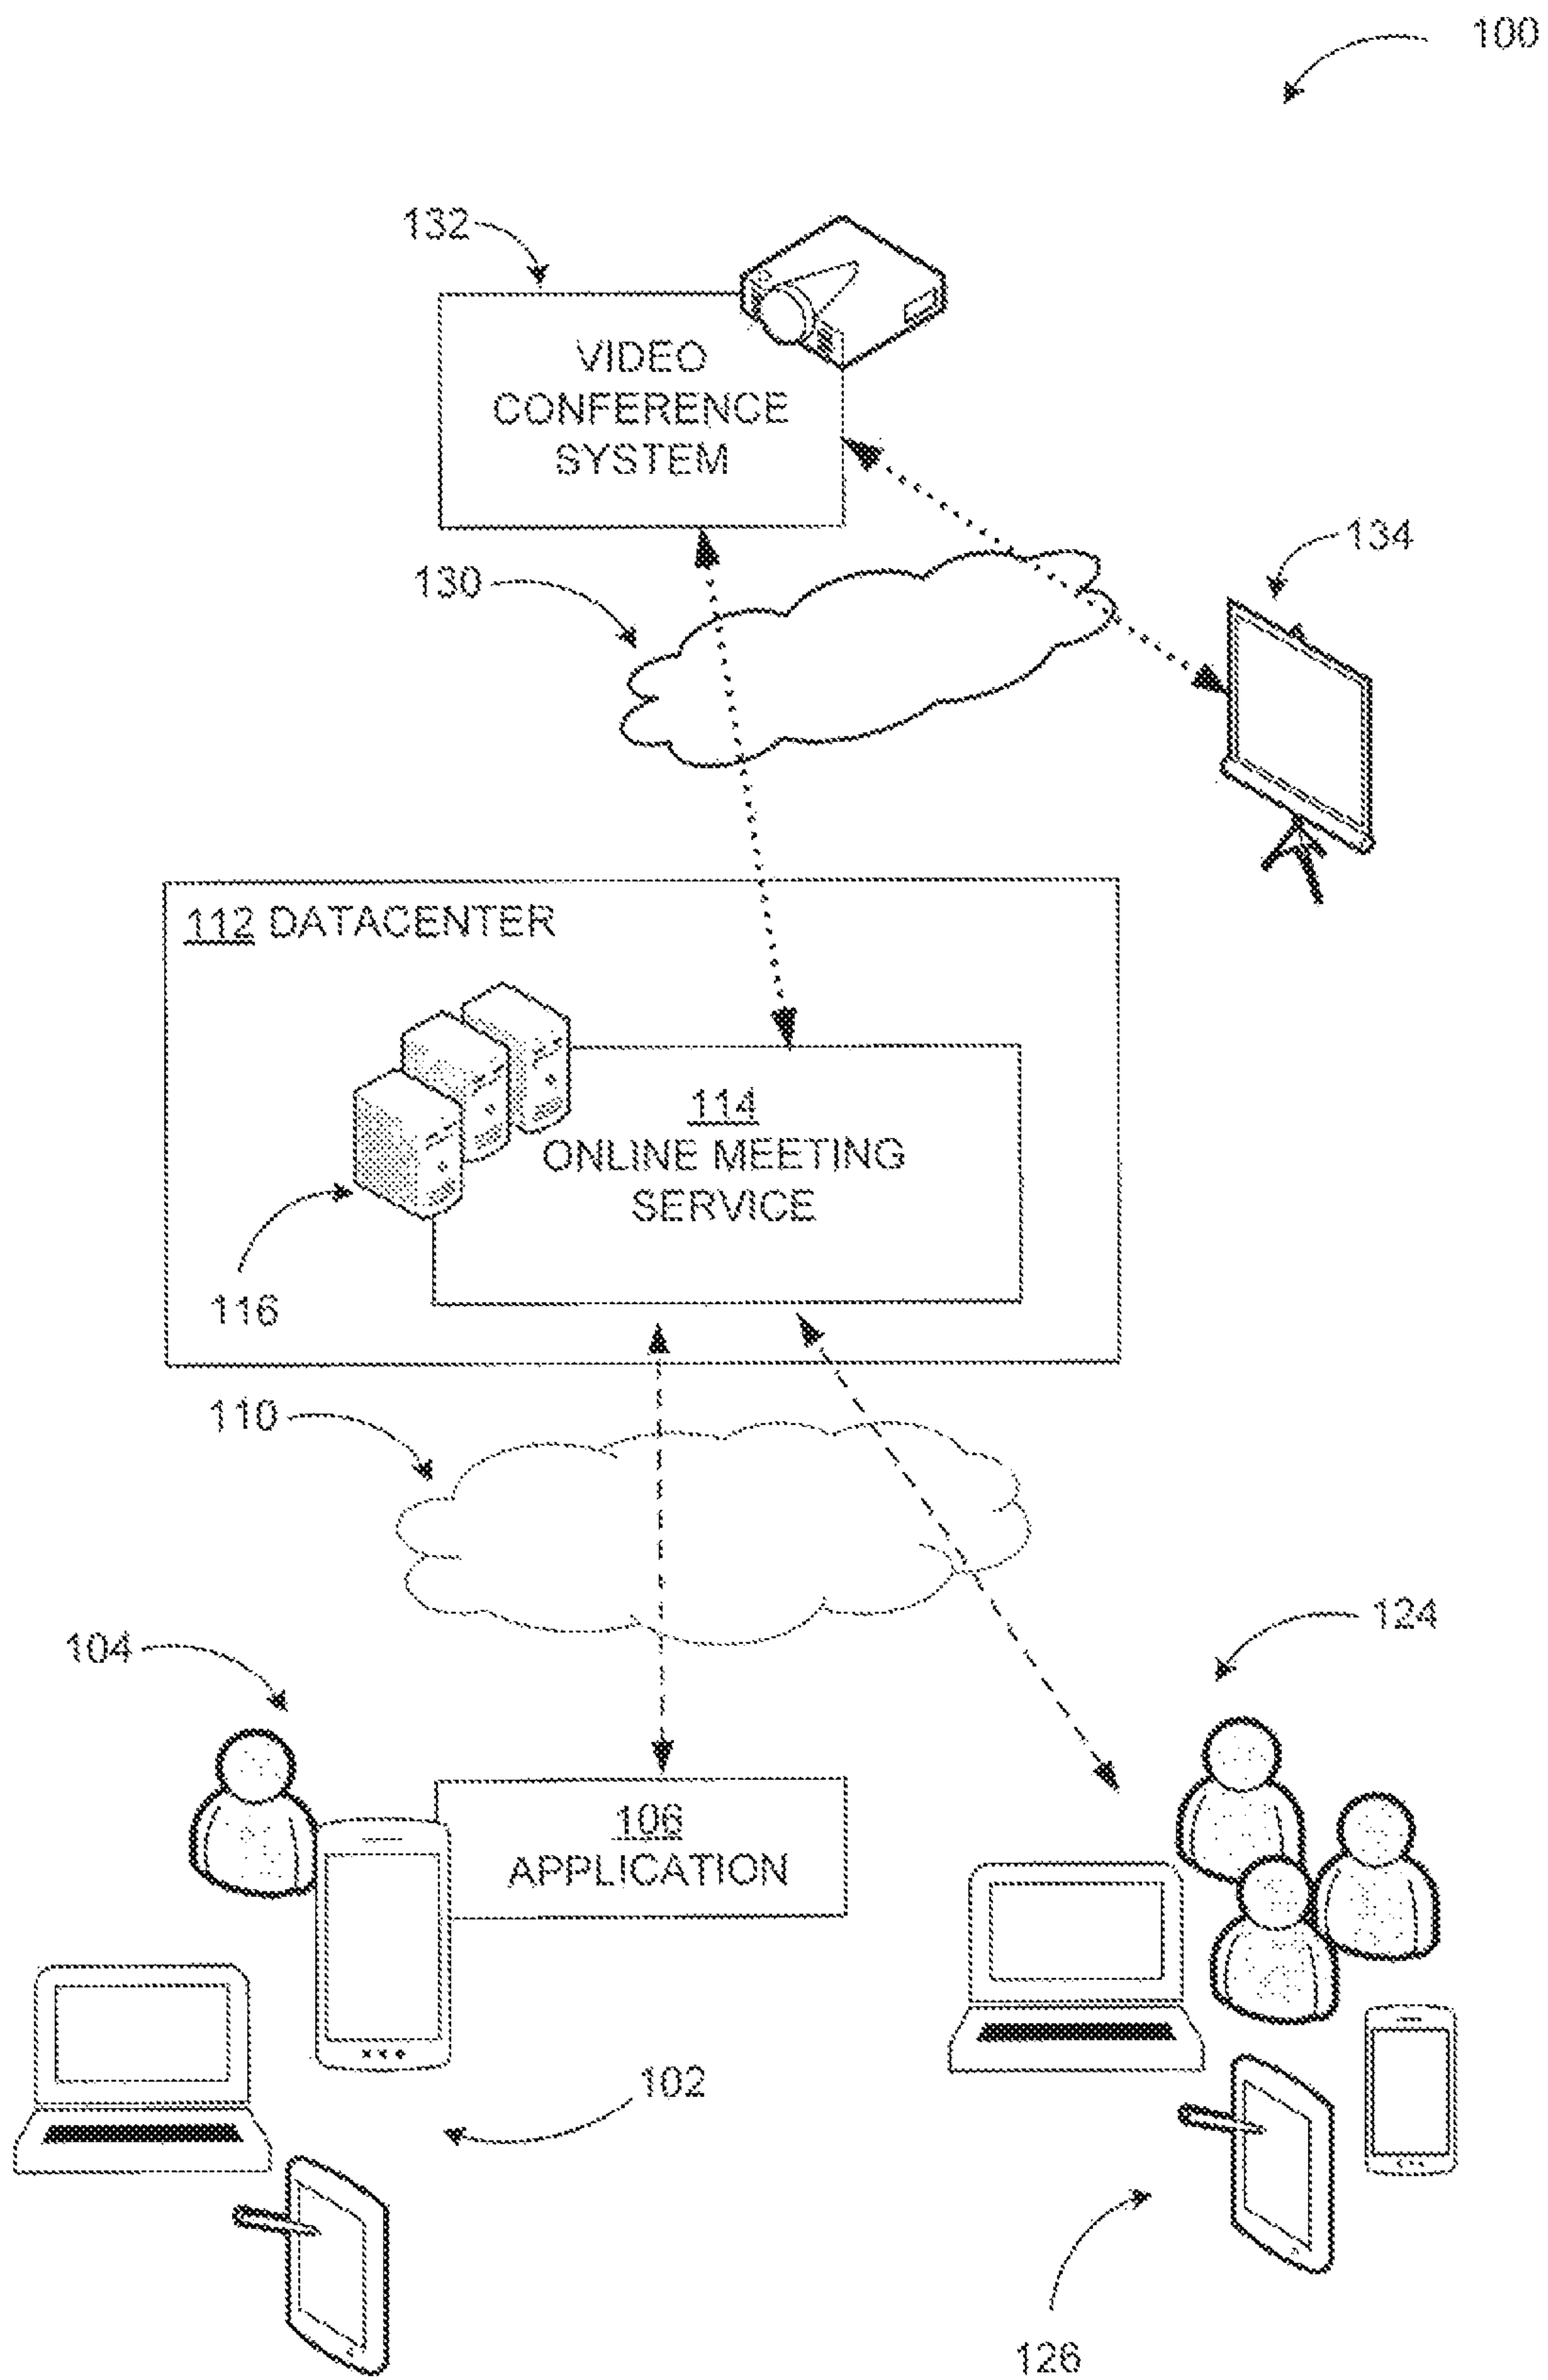 100
132
VIDEO
CONFERENCE
SYSTEM
134
130
112 DATACENTER
114
ONLINE MEETING
SERVICE
116
110
124
104
106
APPLICATION
102
126